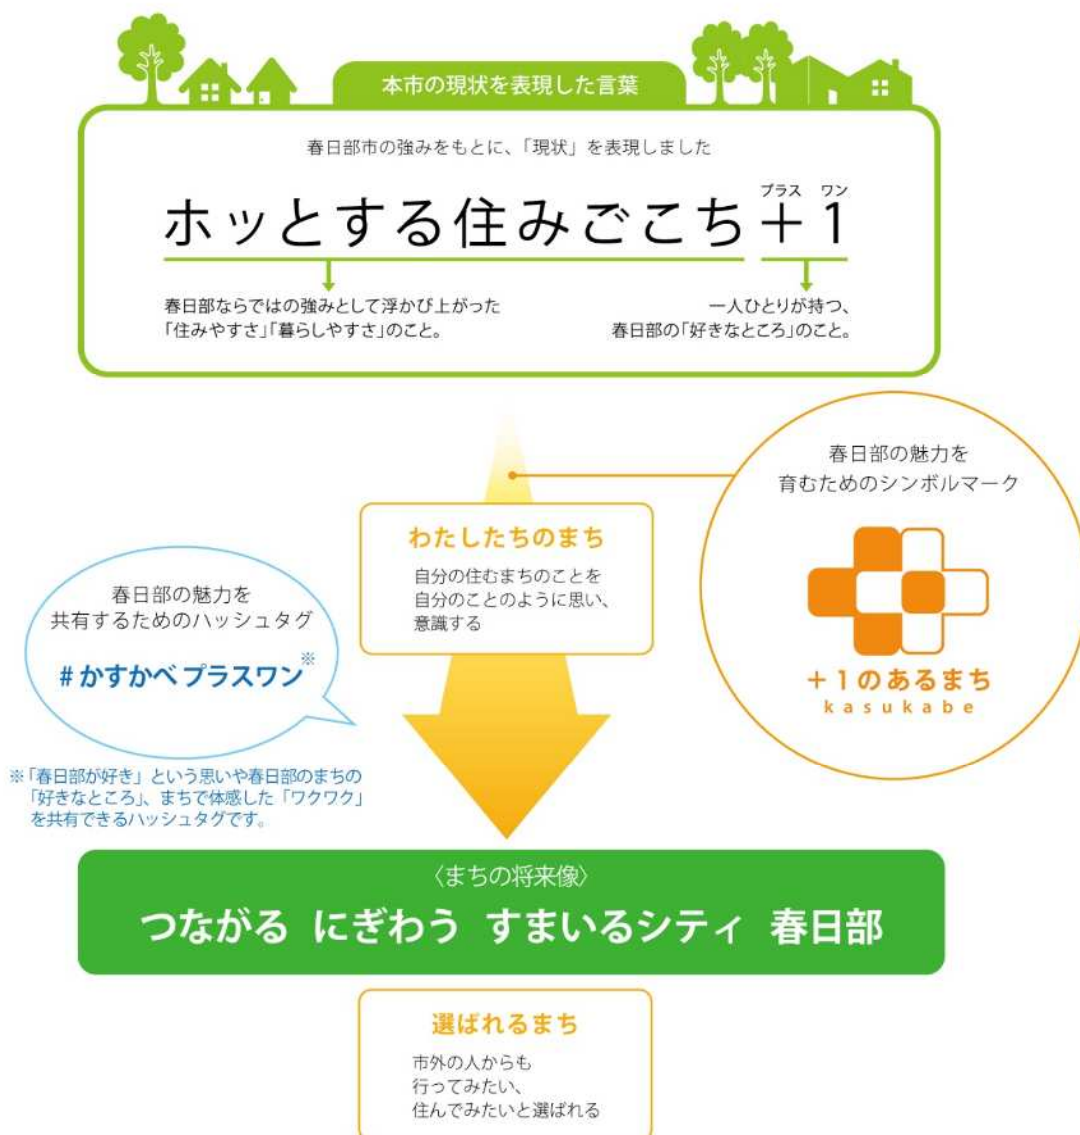 本市の現状を表現した言葉
春日部市の強みをもとに、「現状」を表現しました
プラス ワン
ホッとする住みごこち+1
春日部ならではの強みとして浮かび上がった
「住みやすさ」「暮らしやすさ」のこと。
一人ひとりが持つ、
春日部の「好きなところ」のこと。
春日部の魅力を
育むためのシンボルマーク
+1のあるまち
kasukabe
わたしたちのまち
自分の住むまちのことを
自分のことのように思い、
意識する
春日部の魅力を
共有するためのハッシュタグ
#かすかべプラスワン※
※「春日部が好き」という思いや春日部のまちの
「好きなところ」、まちで体感した「ワクワク」
を共有できるハッシュタグです。
〈まちの将来像〉
つながる にぎわう すまいるシティ 春日部
選ばれるまち
市外の人からも
行ってみたい、
住んでみたいと選ばれる